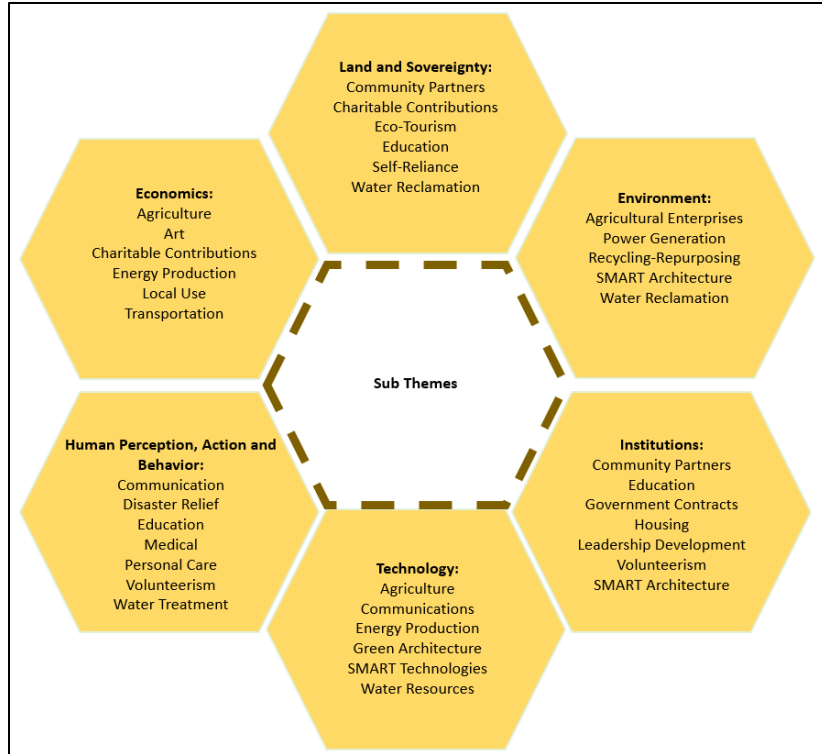 Land and Sovereignty:
Community Partners
Charitable Contributions
Eco-Tourism
Education
Self-Reliance
Water Reclamation
Economics:
Agriculture
Art
Charitable Contributions
Energy Production
Local Use
Transportation
Environment:
Agricultural Enterprises
Power Generation
Recycling-Repurposing
SMART Architecture
Water Reclamation
Sub Themes
Human Perception, Action and
Behavior:
Communication
Disaster Relief
Education
Medical
Personal Care
Volunteerism
Water Treatment
Institutions:
Community Partners
Education
Government Contracts
Housing
Leadership Development
Volunteerism
SMART Architecture
Technology:
Agriculture
Communications
Energy Production
Green Architecture
SMART Technologies
Water Resources